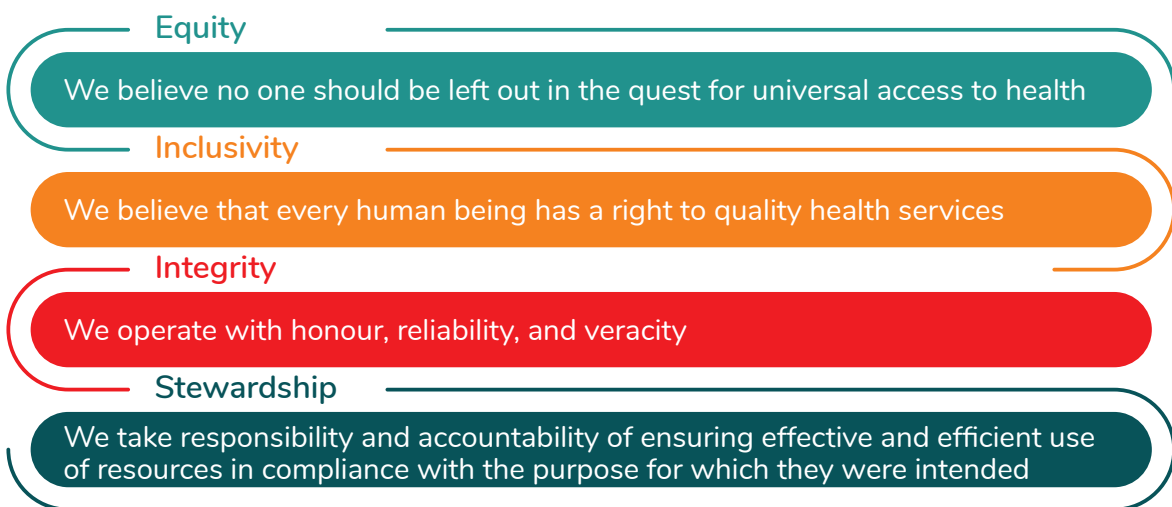 Equity
We believe no one should be left out in the quest for universal access to health
Inclusivity
We believe that every human being has a right to quality health services
Integrity
We operate with honour, reliability, and veracity
Stewardship
We take responsibility and accountability of ensuring effective and efficient use
of resources in compliance with the purpose for which they were intended